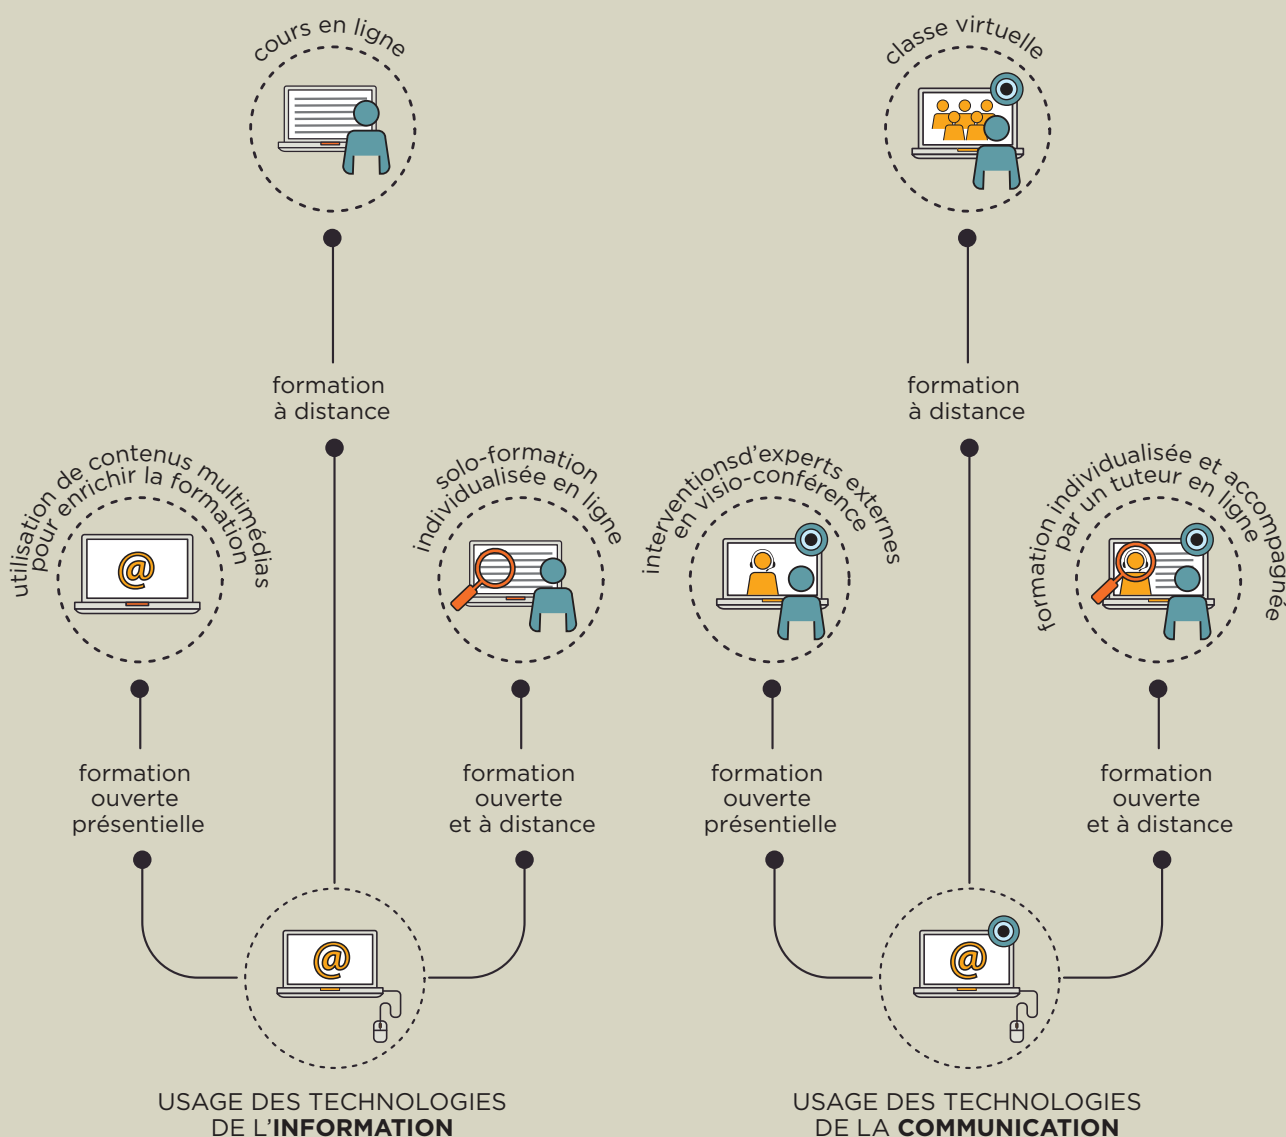 cours en ligne
classe virtuelle
formation
à distance
formation
à distance
utilisation de contenus multimédias
pour enrichir la formation
@
solo-formation
individualisée en ligne
interventionsd'experts externes
en visio-conférence
formation individualisée et accompagnée
par un tuteur en ligne
formation
ouverte
présentielle
formation
ouverte
et à distance
formation
ouverte
présentielle
formation
ouverte
et à distance
@
@
USAGE DES TECHNOLOGIES
DE L'INFORMATION
USAGE DES TECHNOLOGIES
DE LA COMMUNICATION